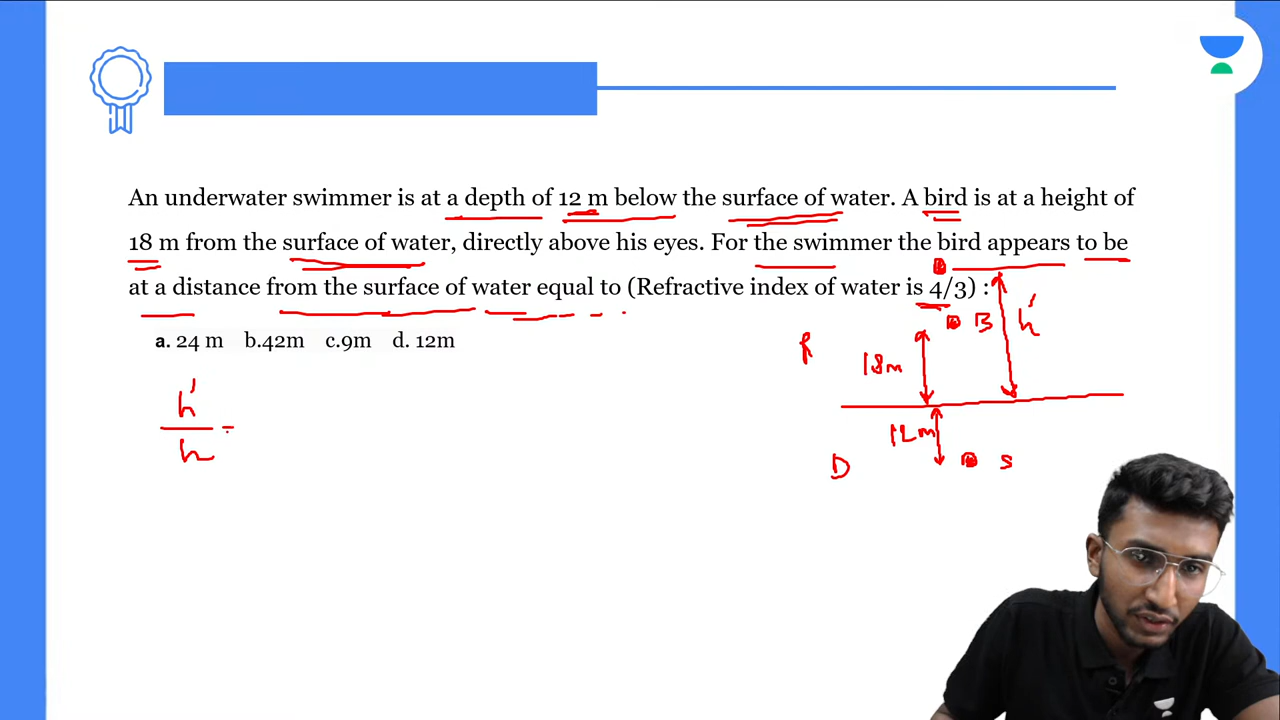 An underwater swimmer is at a depth of 12 m below the surface of water. A bird is at a height of
18 m from the surface of water, directly above his eyes. For the swimmer the bird appears to be
at a distance from the surface of water equal to (Refractive index of water is 4/3) :
a. 24 m b.42m c.9m d. 12m
B
h'
R
18m
12m
D
S
h'
h
=